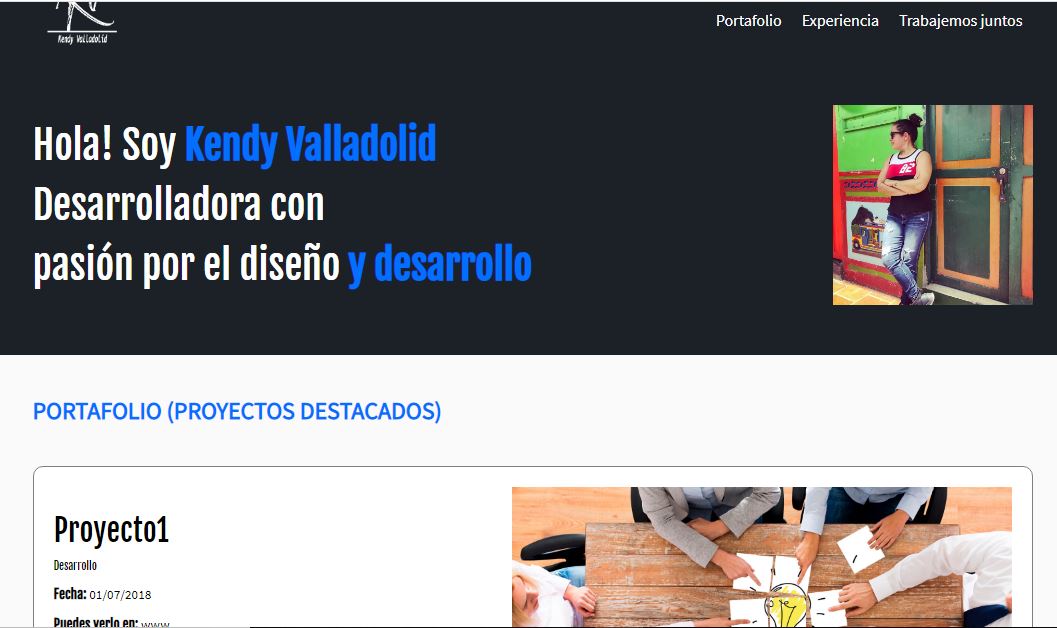 Kendy Valladolid
Portafolio Experiencia Trabajemos juntos
Hola! Soy Kendy Valladolid
Desarrolladora con
pasión por el diseño y desarrollo
PORTAFOLIO (PROYECTOS DESTACADOS)
Proyecto1
Desarrollo
Fecha: 01/07/2018
Puedes verlo en: www